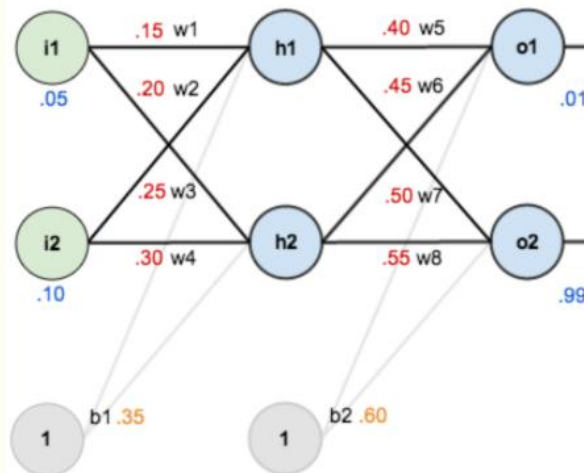 i1 .15 w1 h1 .40 w5 o1
.05 .20 w2 .45 w6 .01
.25 w3 .50 w7
i2 .30 w4 h2 .55 w8 o2
.10 .99
1 b1 .35 1 b2 .60